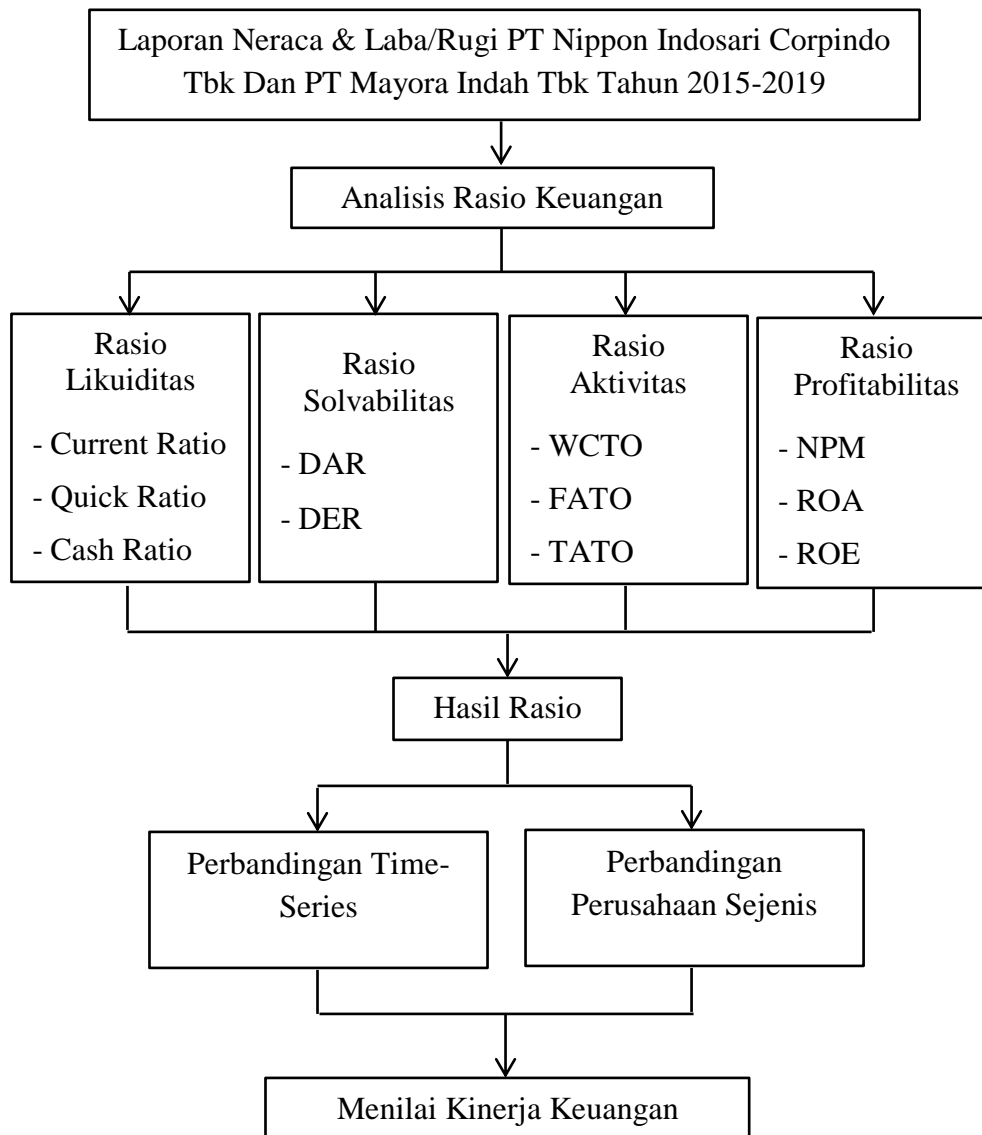 Laporan Neraca & Laba/Rugi PT Nippon Indosari Corpindo
Tbk Dan PT Mayora Indah Tbk Tahun 2015-2019
Analisis Rasio Keuangan
Rasio
Likuiditas
- Current Ratio
- Quick Ratio
- Cash Ratio
Rasio
Solvabilitas
- DAR
- DER
Rasio
Aktivitas
- WCTO
- FATO
- TATO
Rasio
Profitabilitas
- NPM
- ROA
- ROE
Hasil Rasio
Perbandingan Time-
Series
Perbandingan
Perusahaan Sejenis
Menilai Kinerja Keuangan